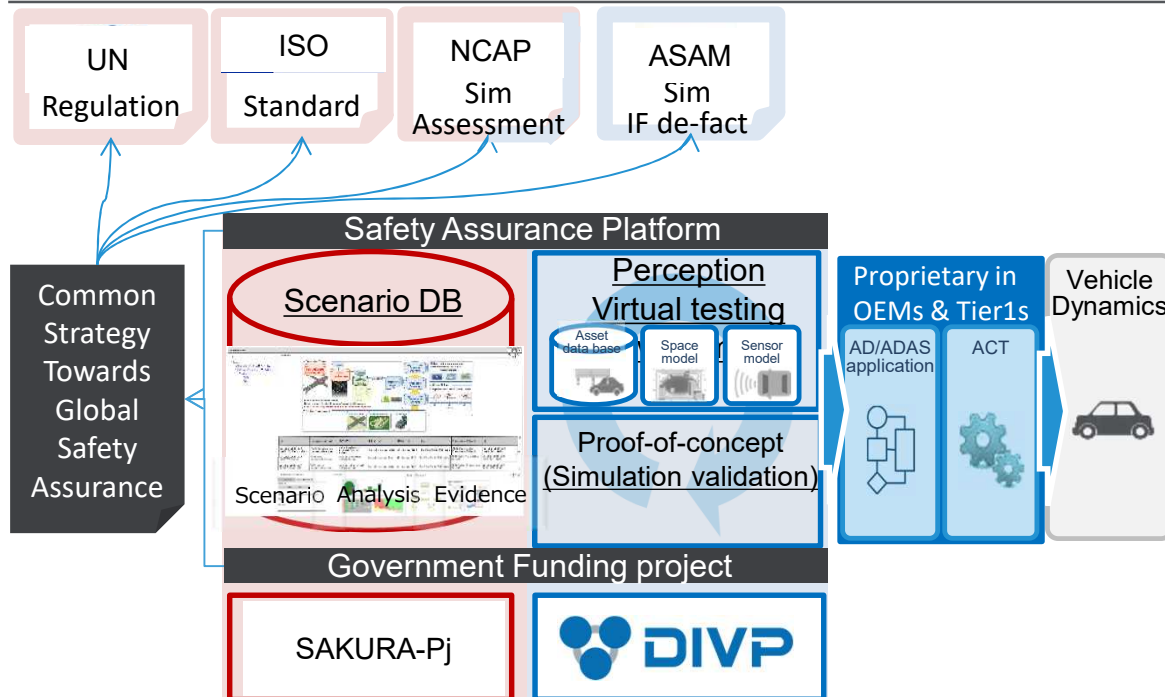 UN
Regulation
ISO
Standard
NCAP
Sim
Assessment
ASAM
Sim
IF de-fact
Safety Assurance Platform
Common
Strategy
Towards
Global
Safety
Assurance
Scenario DB
Scenario Analysis Evidence
Perception
Virtual testing
Asset
data base
Space
model
Sensor
model
Proof-of-concept
(Simulation validation)
Proprietary in
OEMs & Tier1s
AD/ADAS
application
ACT
Vehicle
Dynamics
Government Funding project
SAKURA-Pj
DIVP